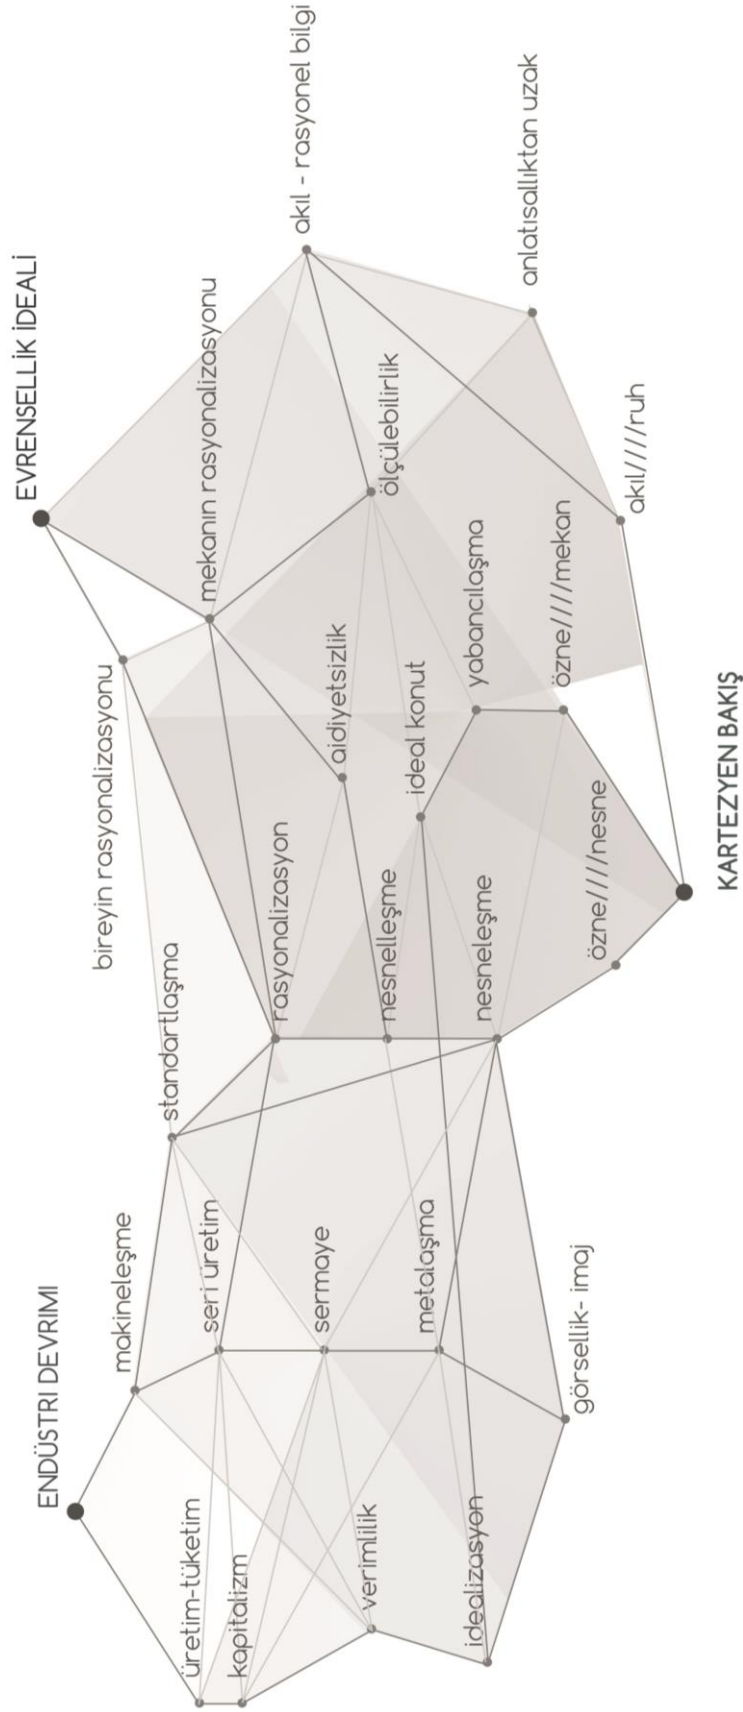 ENDÜSTRI DEVRIMI
EVRENSELLİK İDEALİ
KARTEZYEN BAKIŞ
makineleşme
standartlaşma
bireyin rasyonalizasyonu
mekanın rasyonalizasyonu
akıl - rasyonel bilgi
üretim-tüketim
kapitalizm
seri üretim
rasyonalizasyon
aidiyetsizlik
ölçülebilirlik
verimlilik
sermaye
nesnelleşme
ideal konut
yabancılaşma
anlatısallıktan uzak
idealizasyon
metalaşma
nesneleşme
özne////mekan
görsellik- imaj
özne////nesne
akıl////ruh